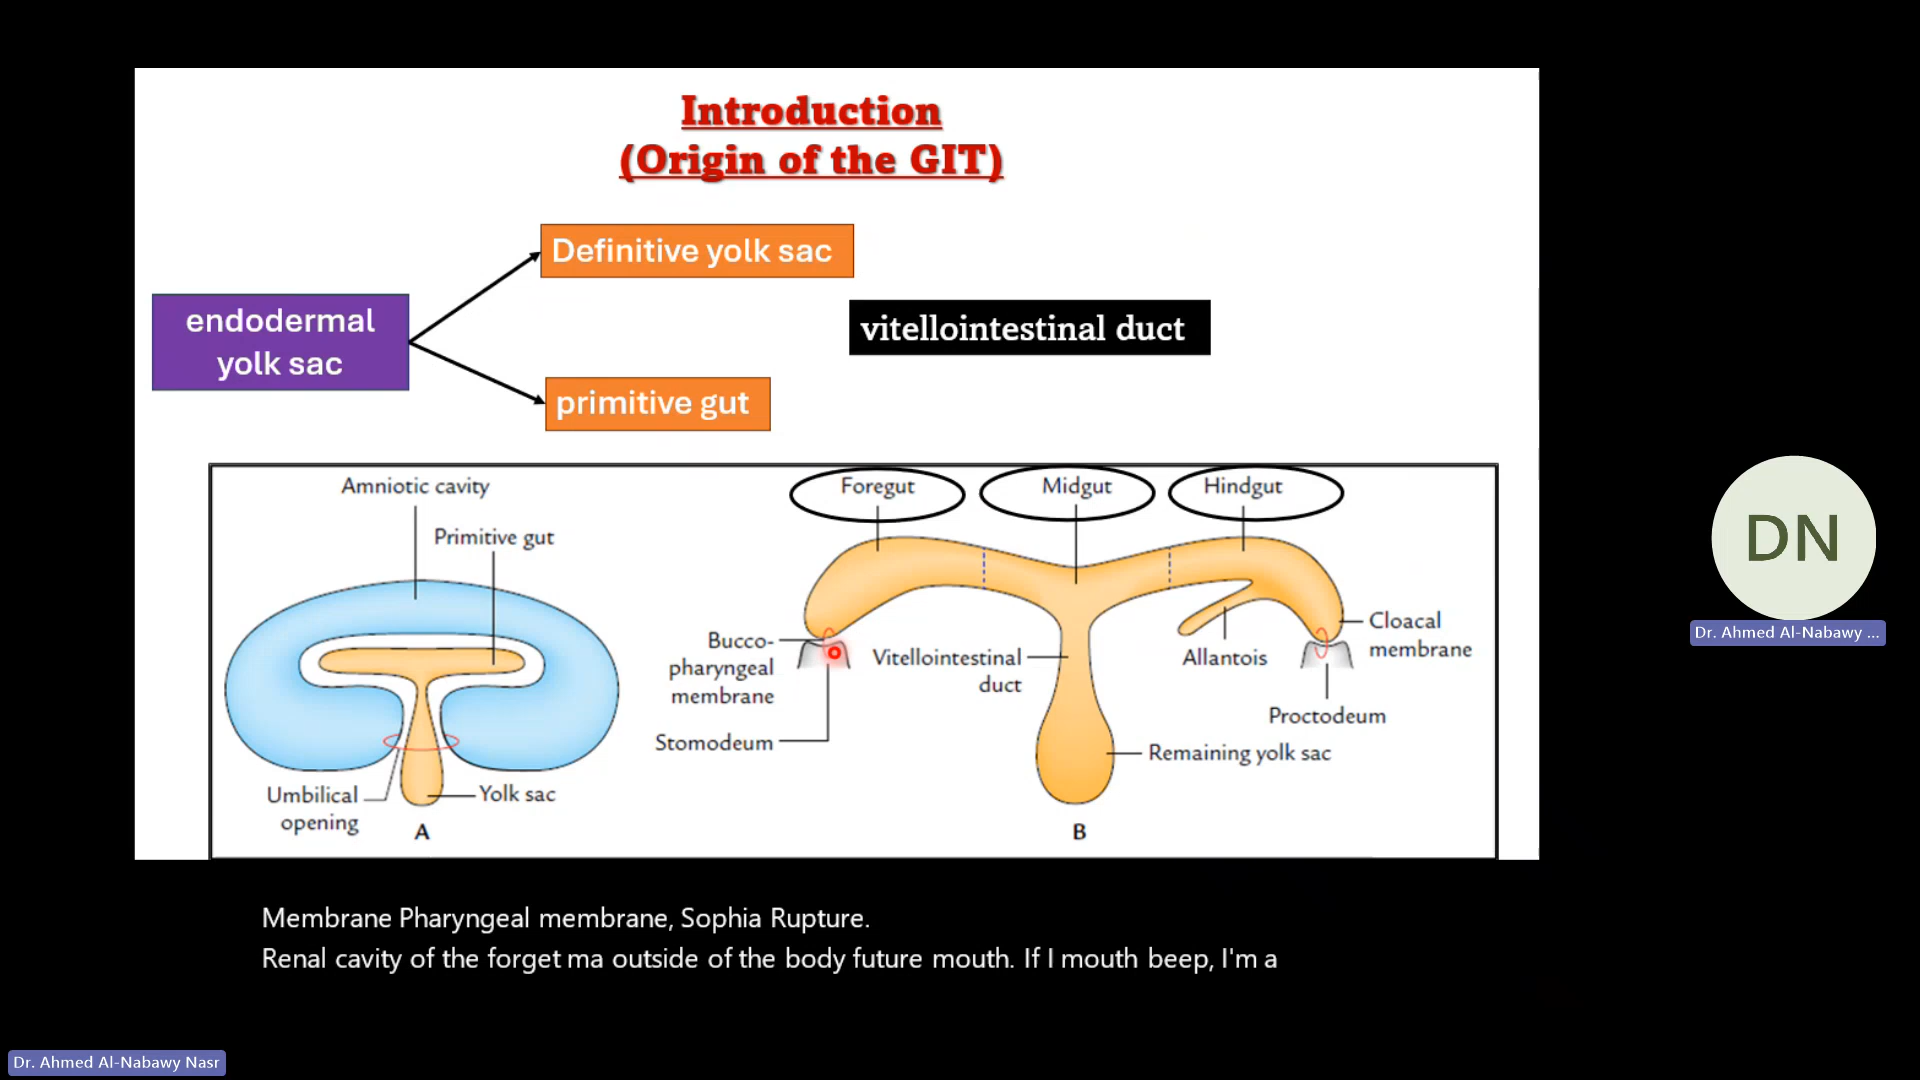 Introduction
(Origin of the GIT)
Definitive yolk sac
endodermal
yolk sac
vitellointestinal duct
primitive gut
Amniotic cavity
Primitive gut
Umbilical
opening
Yolk sac
A
Foregut
Midgut
Hindgut
Bucco-
pharyngeal
membrane
Stomodeum
Vitellointestinal
duct
Allantois
Cloacal
membrane
Proctodeum
Remaining yolk sac
B
DN
Dr. Ahmed Al-Nabawy ...
Membrane Pharyngeal membrane, Sophia Rupture.
Renal cavity of the forget ma outside of the body future mouth. If I mouth beep, I'm a
Dr. Ahmed Al-Nabawy Nasr